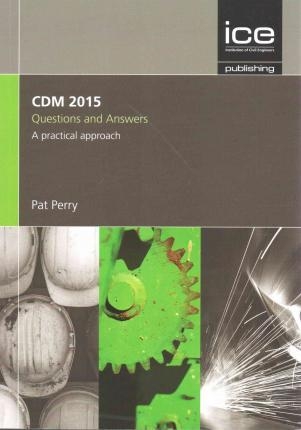 ice
Institution of Civil Engineers
publishing
CDM 2015
Questions and Answers
A practical approach
Pat Perry